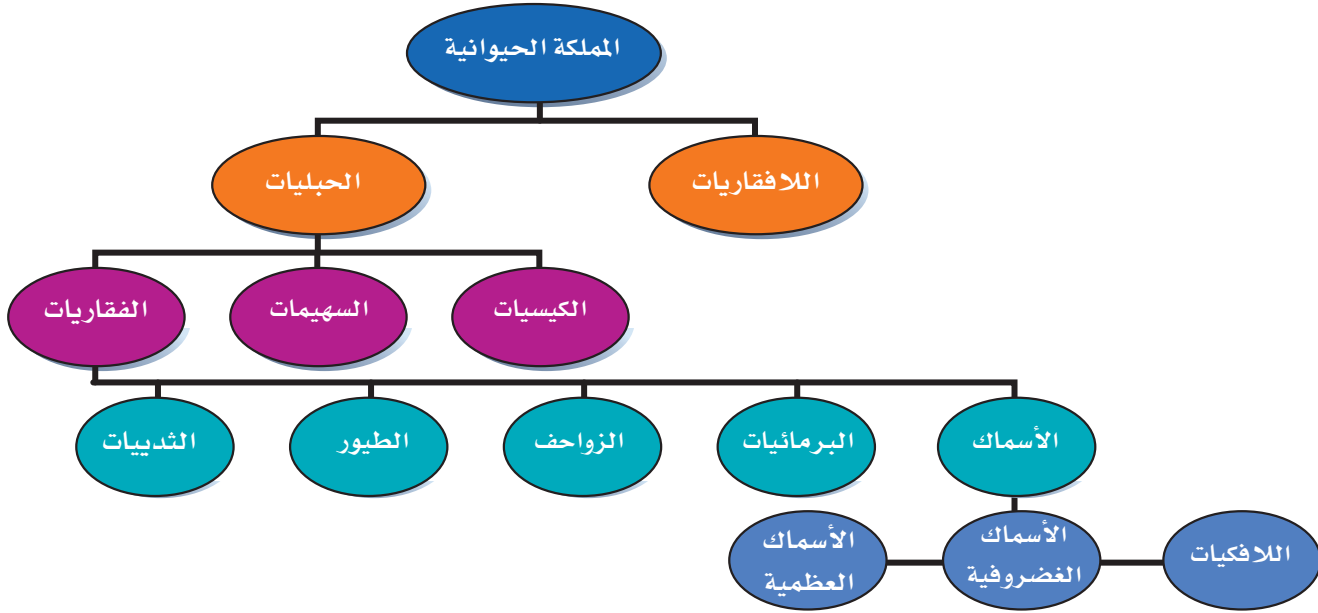 المملكة الحيوانية
اللافقاريات
الحبليات
الكيسيات
السهيمات
الفقاريات
الأسماك
البرمائيات
الزواحف
الطيور
الثدييات
اللافكيات
الأسماك
الغضروفية
الأسماك
العظمية